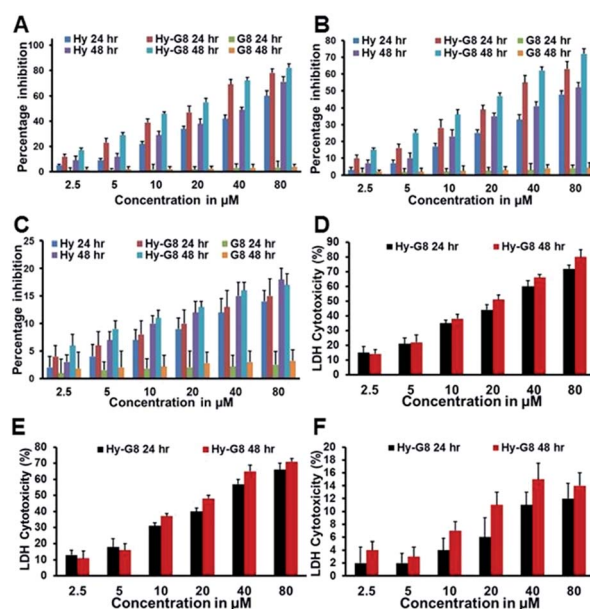 A
Hy 24 hr Hy-G8 24 hr G8 24 hr
Hy 48 hr Hy-G8 48 hr G8 48 hr
Percentage inhibition
100
80
60
40
20
0
2.5 5 10 20 40 80
Concentration in µM
B
Hy 24 hr Hy-G8 24 hr G8 24 hr
Hy 48 hr Hy-G8 48 hr G8 48 hr
Percentage inhibition
80
70
60
50
40
30
20
10
0
2.5 5 10 20 40 80
Concentration in µM
C
Hy 24 hr Hy-G8 24 hr G8 24 hr
Hy 48 hr Hy-G8 48 hr G8 48 hr
Percentage inhibition
25
20
15
10
5
0
2.5 5 10 20 40 80
Concentration in µM
D
Hy-G8 24 hr Hy-G8 48 hr
LDH Cytotoxicity (%)
90
80
70
60
50
40
30
20
10
0
2.5 5 10 20 40 80
Concentration in µM
E
Hy-G8 24 hr Hy-G8 48 hr
LDH Cytotoxicity (%)
80
70
60
50
40
30
20
10
0
2.5 5 10 20 40 80
Concentration in µM
F
Hy-G8 24 hr Hy-G8 48 hr
LDH Cytotoxicity (%)
20
18
16
14
12
10
8
6
4
2
0
2.5 5 10 20 40 80
Concentration in µM